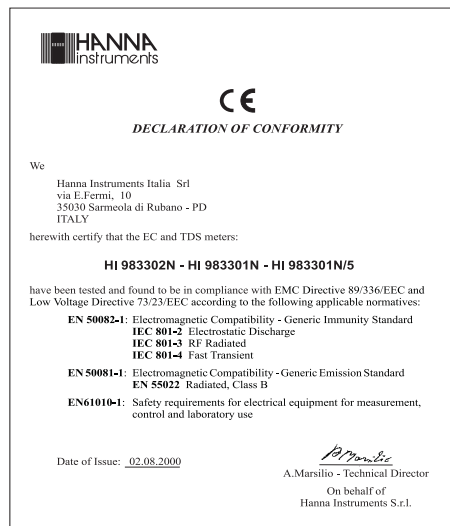 HANNA
instruments
CE
DECLARATION OF CONFORMITY
We
Hanna Instruments Italia Srl
via E.Fermi, 10
35030 Sarmeola di Rubano - PD
ITALY
herewith certify that the EC and TDS meters:
HI 983302N - HI 983301N - HI 983301N/5
have been tested and found to be in compliance with EMC Directive 89/336/EEC and
Low Voltage Directive 73/23/EEC according to the following applicable normatives:
EN 50082-1: Electromagnetic Compatibility - Generic Immunity Standard
IEC 801-2 Electrostatic Discharge
IEC 801-3 RF Radiated
IEC 801-4 Fast Transient
EN 50081-1: Electromagnetic Compatibility - Generic Emission Standard
EN 55022 Radiated, Class B
EN61010-1: Safety requirements for electrical equipment for measurement,
control and laboratory use
Date of Issue: 02.08.2000
A.Marsilio
A.Marsilio - Technical Director
On behalf of
Hanna Instruments S.r.l.